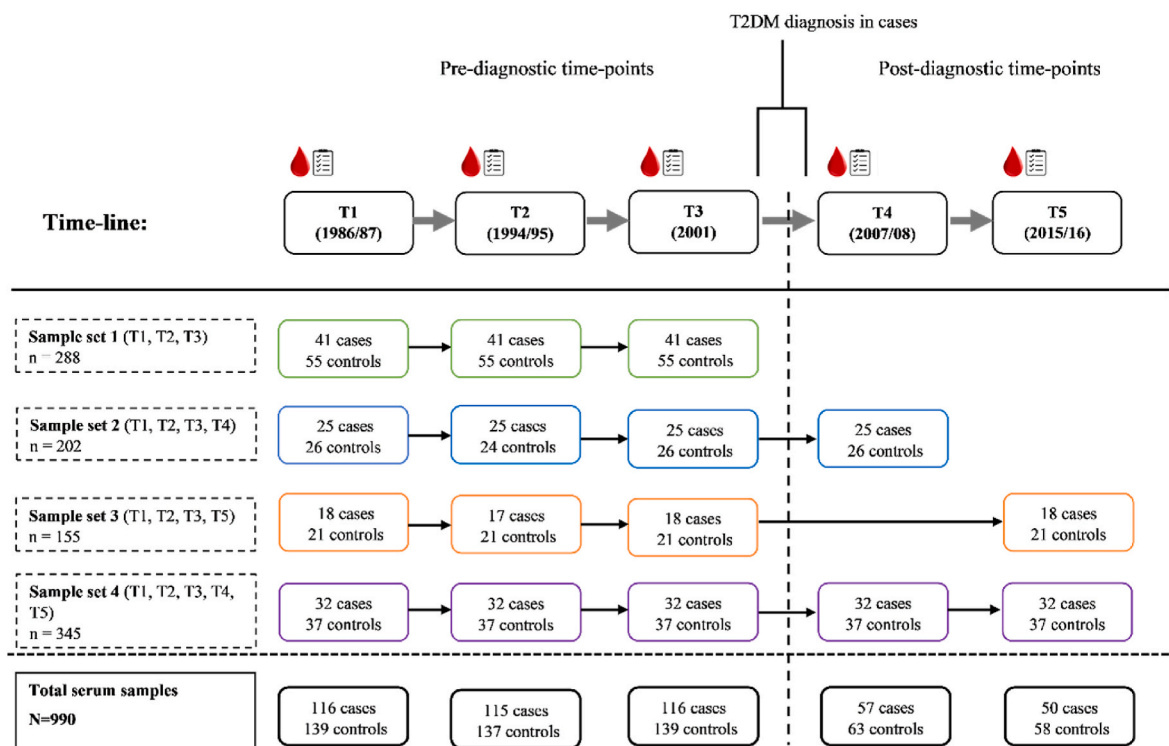 T2DM diagnosis in cases
Pre-diagnostic time-points
Post-diagnostic time-points
Time-line:
T1
(1986/87)
T2
(1994/95)
T3
(2001)
T4
(2007/08)
T5
(2015/16)
Sample set 1 (T1, T2, T3)
n = 288
41 cases
55 controls
41 cases
55 controls
41 cases
55 controls
Sample set 2 (T1, T2, T3, T4)
n = 202
25 cases
26 controls
25 cases
24 controls
25 cases
26 controls
25 cases
26 controls
Sample set 3 (T1, T2, T3, T5)
n = 155
18 cases
21 controls
17 cases
21 controls
18 cases
21 controls
18 cases
21 controls
Sample set 4 (T1, T2, T3, T4,
T5)
n = 345
32 cases
37 controls
32 cases
37 controls
32 cases
37 controls
32 cases
37 controls
32 cases
37 controls
Total serum samples
N=990
116 cases
139 controls
115 cases
137 controls
116 cases
139 controls
57 cases
63 controls
50 cases
58 controls